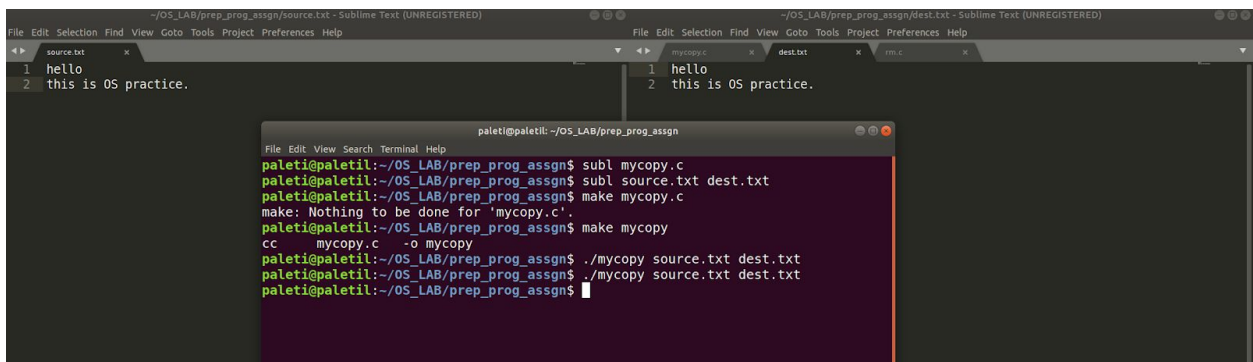 ~/OS_LAB/prep_prog_assgn/source.txt - Sublime Text (UNREGISTERED)
File Edit Selection Find View Goto Tools Project Preferences Help
source.txt ×
1 hello
2 this is OS practice.
~/OS_LAB/prep_prog_assgn/dest.txt - Sublime Text (UNREGISTERED)
File Edit Selection Find View Goto Tools Project Preferences Help
mycopy.c × dest.txt × rm.c ×
1 hello
2 this is OS practice.
paleti@paletil: ~/OS_LAB/prep_prog_assgn
File Edit View Search Terminal Help
paleti@paletil:~/OS_LAB/prep_prog_assgn$ subl mycopy.c
paleti@paletil:~/OS_LAB/prep_prog_assgn$ subl source.txt dest.txt
paleti@paletil:~/OS_LAB/prep_prog_assgn$ make mycopy.c
make: Nothing to be done for 'mycopy.c'.
paleti@paletil:~/OS_LAB/prep_prog_assgn$ make mycopy
cc mycopy.c -o mycopy
paleti@paletil:~/OS_LAB/prep_prog_assgn$ ./mycopy source.txt dest.txt
paleti@paletil:~/OS_LAB/prep_prog_assgn$ ./mycopy source.txt dest.txt
paleti@paletil:~/OS_LAB/prep_prog_assgn$